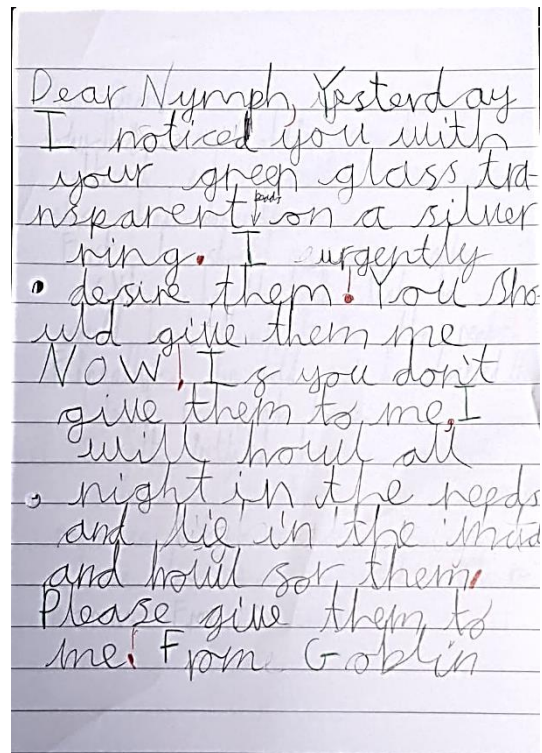 Dear Nymph, Yesterday
I noticed you with
your green glass tra-
nsparent beads on a silver
ring. I urgently
desire them! You sho-
uld give them me
NOW! If you don't
give them to me, I
will howl all
night in the reeds
and lie in the mud
and howl for them.
Please give them to
me! From Goblin